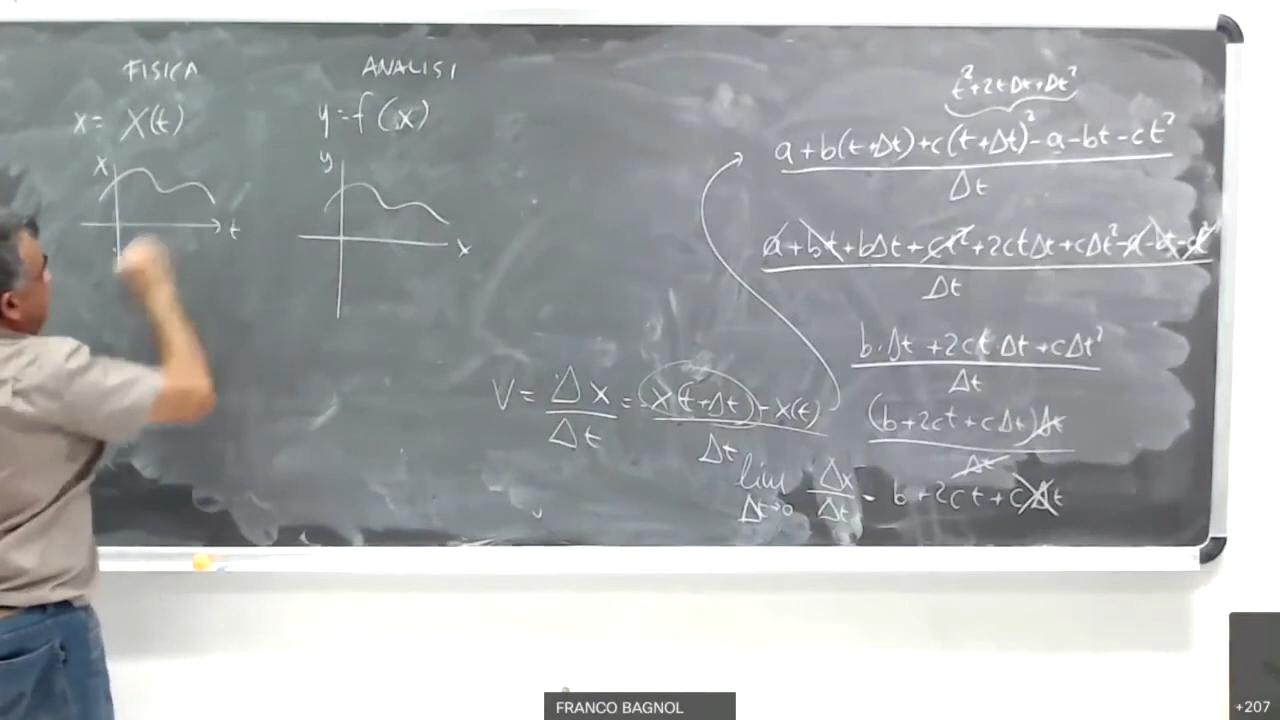 FISICA
x = X(t)
x
t
ANALISI
y = f(x)
y
x
t²+2tΔt+Δt²
a+b(t+Δt)+c(t+Δt)²-a-bt-ct²
Δt
a+bt+bΔt+ct²+2ctΔt+cΔt²-a-bt-ct²
Δt
b·Δt+2ct·Δt+cΔt²
Δt
(b+2ct+cΔt)Δt
Δt
V = Δx = x(t+Δt)-x(t)
Δt Δt
lim Δx = b+2ct+cΔt
Δt→0 Δt
FRANCO BAGNOL
+207